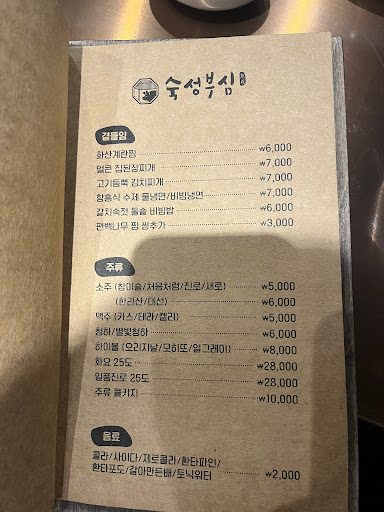 숙성부심
곁들임
화산계란찜 ₩6,000
얼큰 집된장찌개 ₩7,000
고기듬뿍 김치찌개 ₩7,000
함흥식 수제 물냉면/비빔냉면 ₩7,000
갈치속젓 돌솥 비빔밥 ₩6,000
편백나무 찜 쌈추가 ₩3,000
주류
소주 (참이슬/처음처럼/진로/새로) ₩5,000
(한라산/대선) ₩6,000
맥주 (카스/테라/켈리) ₩5,000
청하/별빛청하 ₩6,000
하이볼 (오리지날/모히또/얼그레이) ₩8,000
화요 25도 ₩28,000
일품진로 25도 ₩28,000
주류 콜키지 ₩10,000
음료
콜라/사이다/제로콜라/환타파인/
환타포도/갈아만든배/토닉워터 ₩2,000